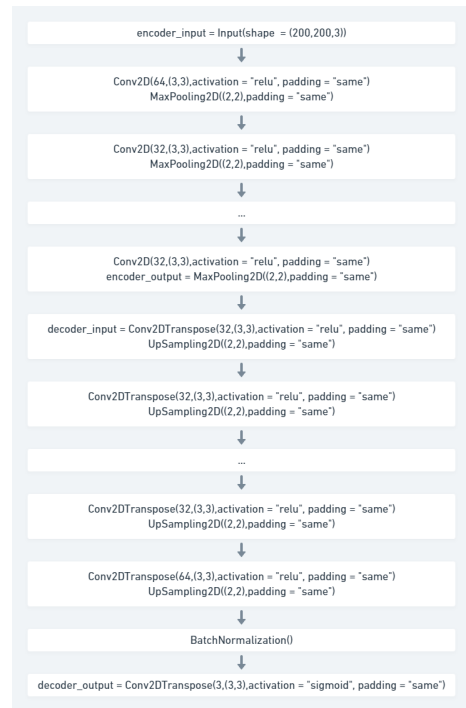 encoder_input = Input(shape = (200,200,3))
Conv2D(64,(3,3),activation = "relu", padding = "same")
MaxPooling2D((2,2),padding = "same")
Conv2D(32,(3,3),activation = "relu", padding = "same")
MaxPooling2D((2,2),padding = "same")
...
Conv2D(32,(3,3),activation = "relu", padding = "same")
encoder_output = MaxPooling2D((2,2),padding = "same")
decoder_input = Conv2DTranspose(32,(3,3),activation = "relu", padding = "same")
UpSampling2D((2,2),padding = "same")
Conv2DTranspose(32,(3,3),activation = "relu", padding = "same")
UpSampling2D((2,2),padding = "same")
...
Conv2DTranspose(32,(3,3),activation = "relu", padding = "same")
UpSampling2D((2,2),padding = "same")
Conv2DTranspose(64,(3,3),activation = "relu", padding = "same")
UpSampling2D((2,2),padding = "same")
BatchNormalization()
decoder_output = Conv2DTranspose(3,(3,3),activation = "sigmoid", padding = "same")